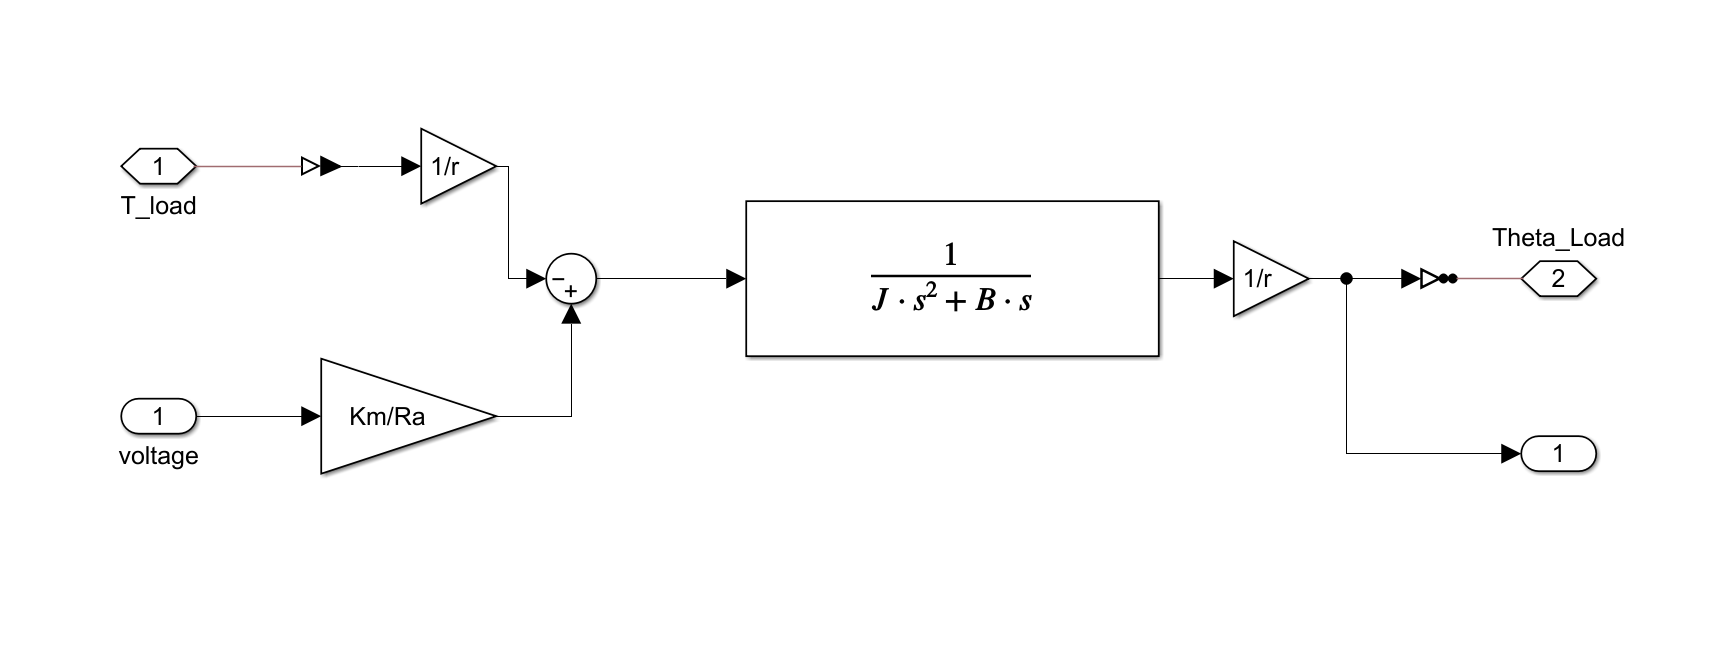 1
T_load
1/r
−
+
1
J · s² + B · s
1/r
Theta_Load
2
1
voltage
Km/Ra
1